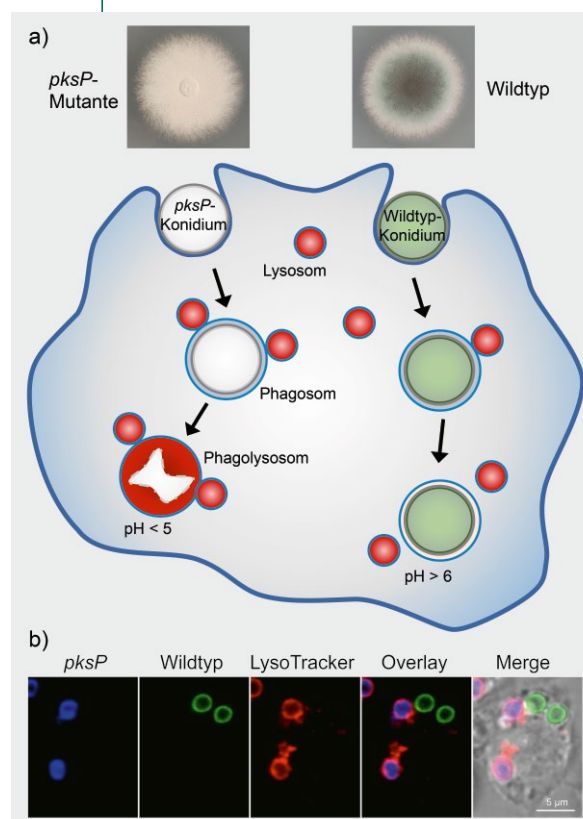 a)
pksP-
Mutante
Wildtyp
pksP-
Konidium
Wildtyp-
Konidium
Lysosom
Phagosom
Phagolysosom
pH < 5
pH > 6
b)
pksP Wildtyp LysoTracker Overlay Merge
5 µm